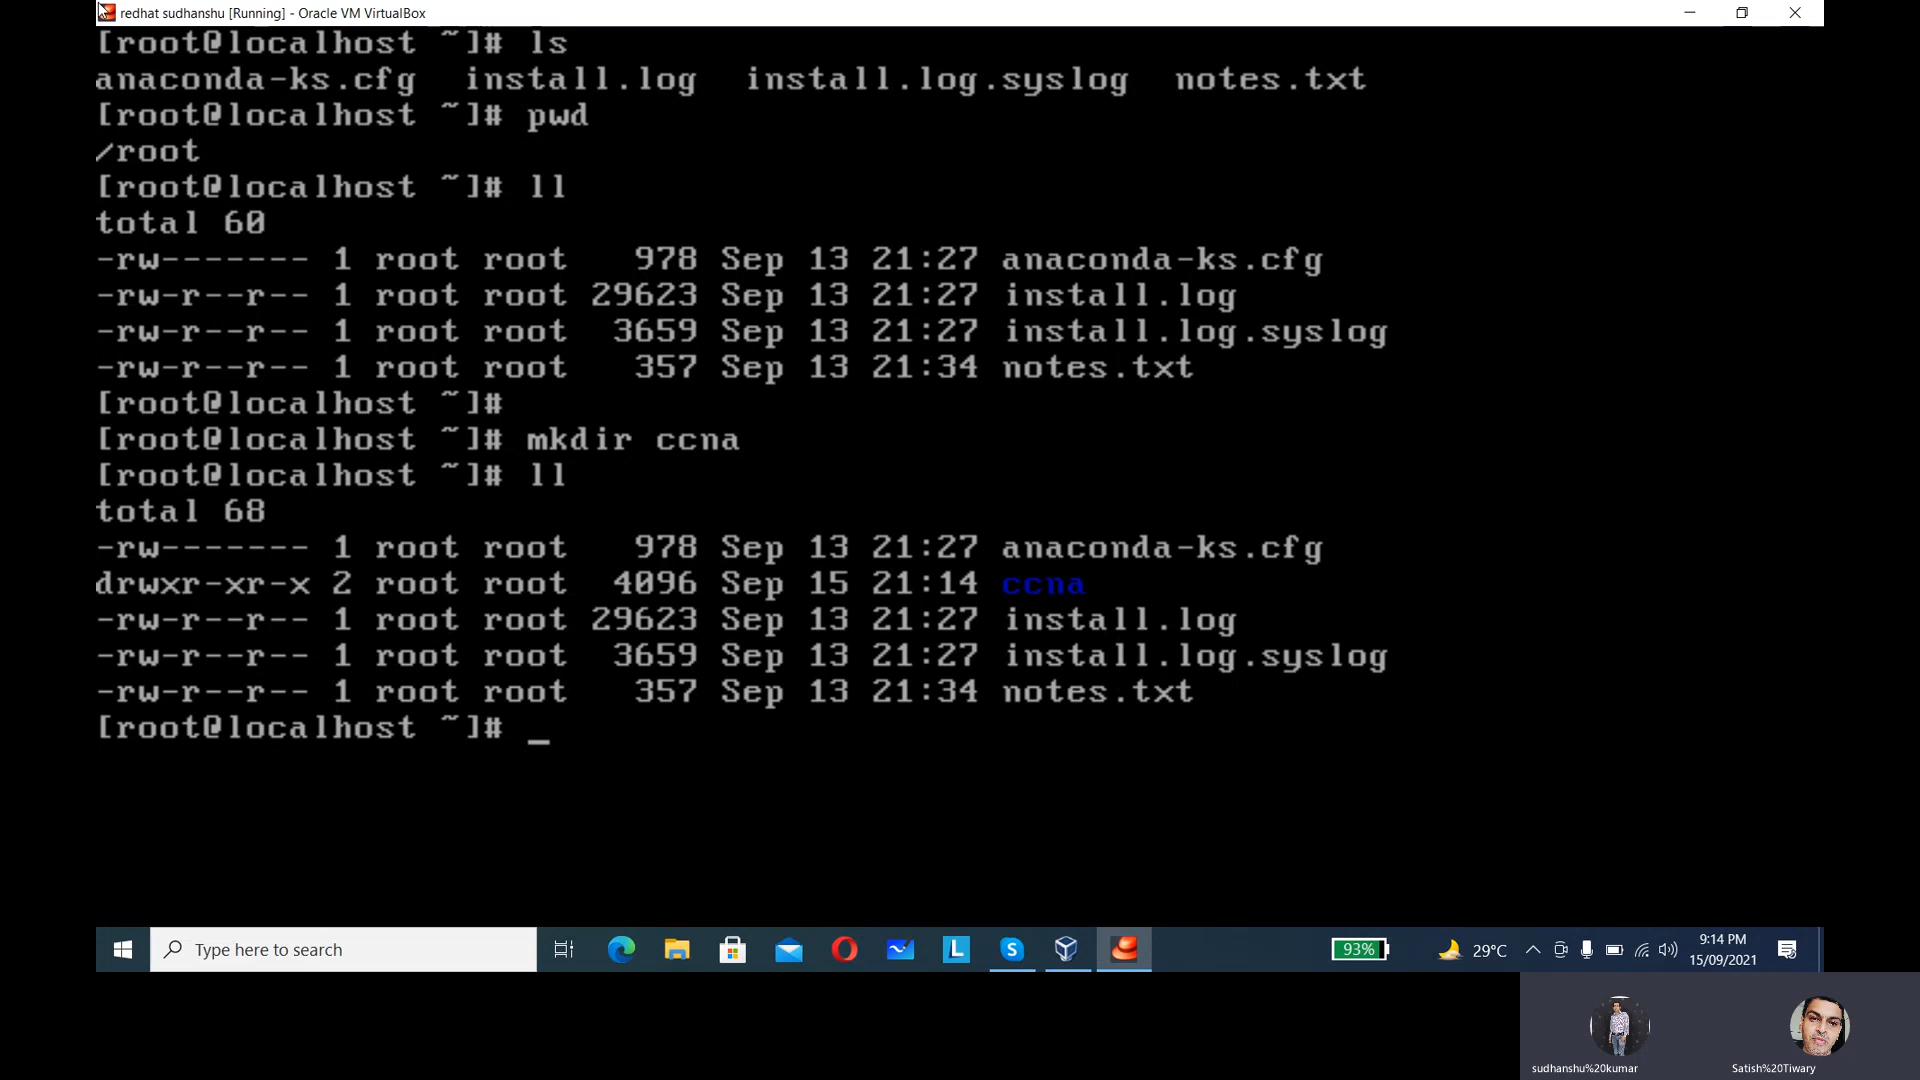 redhat sudhanshu [Running] - Oracle VM VirtualBox
[root@localhost ~]# ls
anaconda-ks.cfg  install.log  install.log.syslog  notes.txt
[root@localhost ~]# pwd
/root
[root@localhost ~]# ll
total 60
-rw------- 1 root root   978 Sep 13 21:27 anaconda-ks.cfg
-rw-r--r-- 1 root root 29623 Sep 13 21:27 install.log
-rw-r--r-- 1 root root  3659 Sep 13 21:27 install.log.syslog
-rw-r--r-- 1 root root   357 Sep 13 21:34 notes.txt
[root@localhost ~]#
[root@localhost ~]# mkdir ccna
[root@localhost ~]# ll
total 68
-rw------- 1 root root   978 Sep 13 21:27 anaconda-ks.cfg
drwxr-xr-x 2 root root  4096 Sep 15 21:14 ccna
-rw-r--r-- 1 root root 29623 Sep 13 21:27 install.log
-rw-r--r-- 1 root root  3659 Sep 13 21:27 install.log.syslog
-rw-r--r-- 1 root root   357 Sep 13 21:34 notes.txt
[root@localhost ~]# _
Type here to search
L
S
93%
29°C
9:14 PM
15/09/2021
sudhanshu%20kumar
Satish%20Tiwary